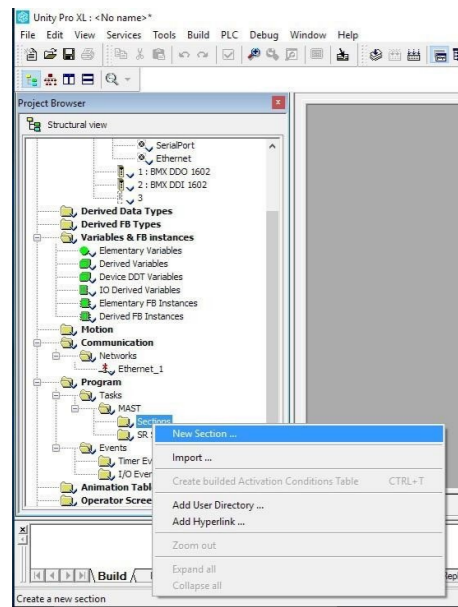 Unity Pro XL : <No name>*
File Edit View Services Tools Build PLC Debug Window Help
Project Browser
Structural view
SerialPort
Ethernet
1 : BMX DDO 1602
2 : BMX DDI 1602
3
Derived Data Types
Derived FB Types
Variables & FB instances
Elementary Variables
Derived Variables
Device DDT Variables
IO Derived Variables
Elementary FB Instances
Derived FB Instances
Motion
Communication
Networks
Ethernet_1
Program
Tasks
MAST
Sections
SR S
Events
Timer Ev
I/O Even
Animation Tabl
Operator Scree
New Section ...
Import ...
Create builded Activation Conditions Table CTRL+T
Add User Directory ...
Add Hyperlink ...
Zoom out
Expand all
Collapse all
Build
Create a new section